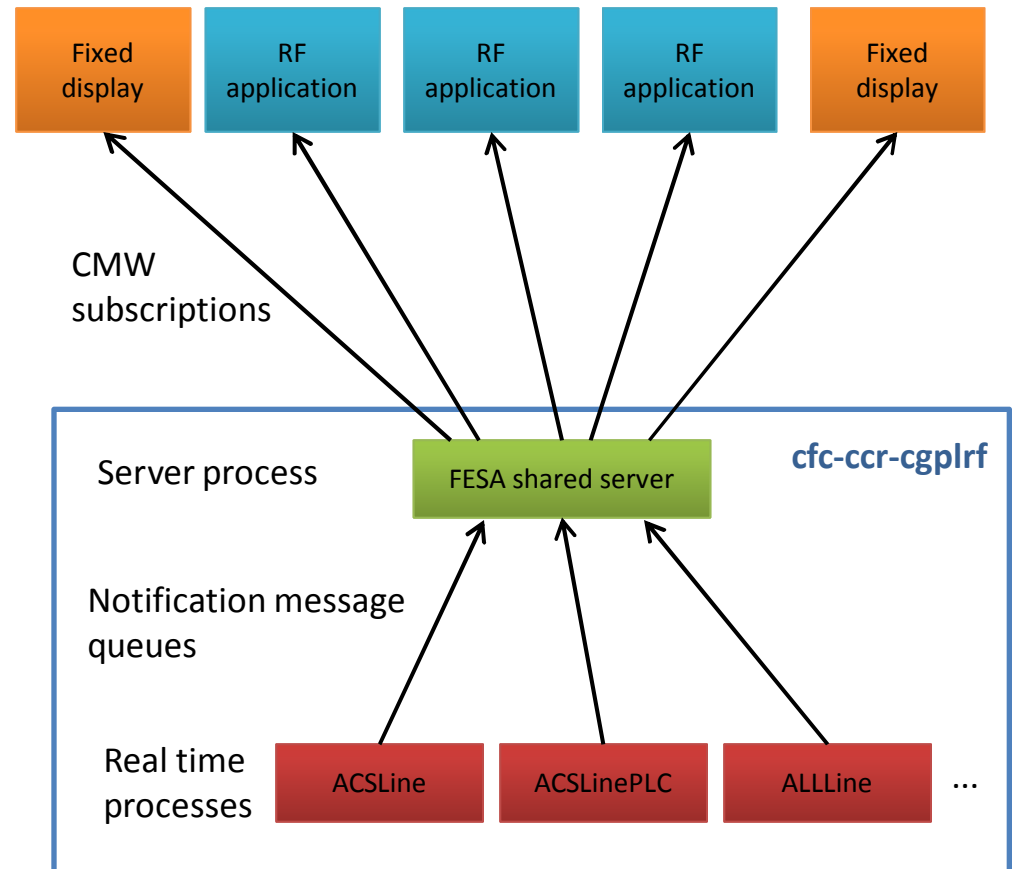 Fixed
display
RF
application
RF
application
RF
application
Fixed
display
CMW
subscriptions
cfc-ccr-cgplrf
Server process
FESA shared server
Notification message
queues
Real time
processes
ACSLine
ACSLinePLC
ALLLine
...